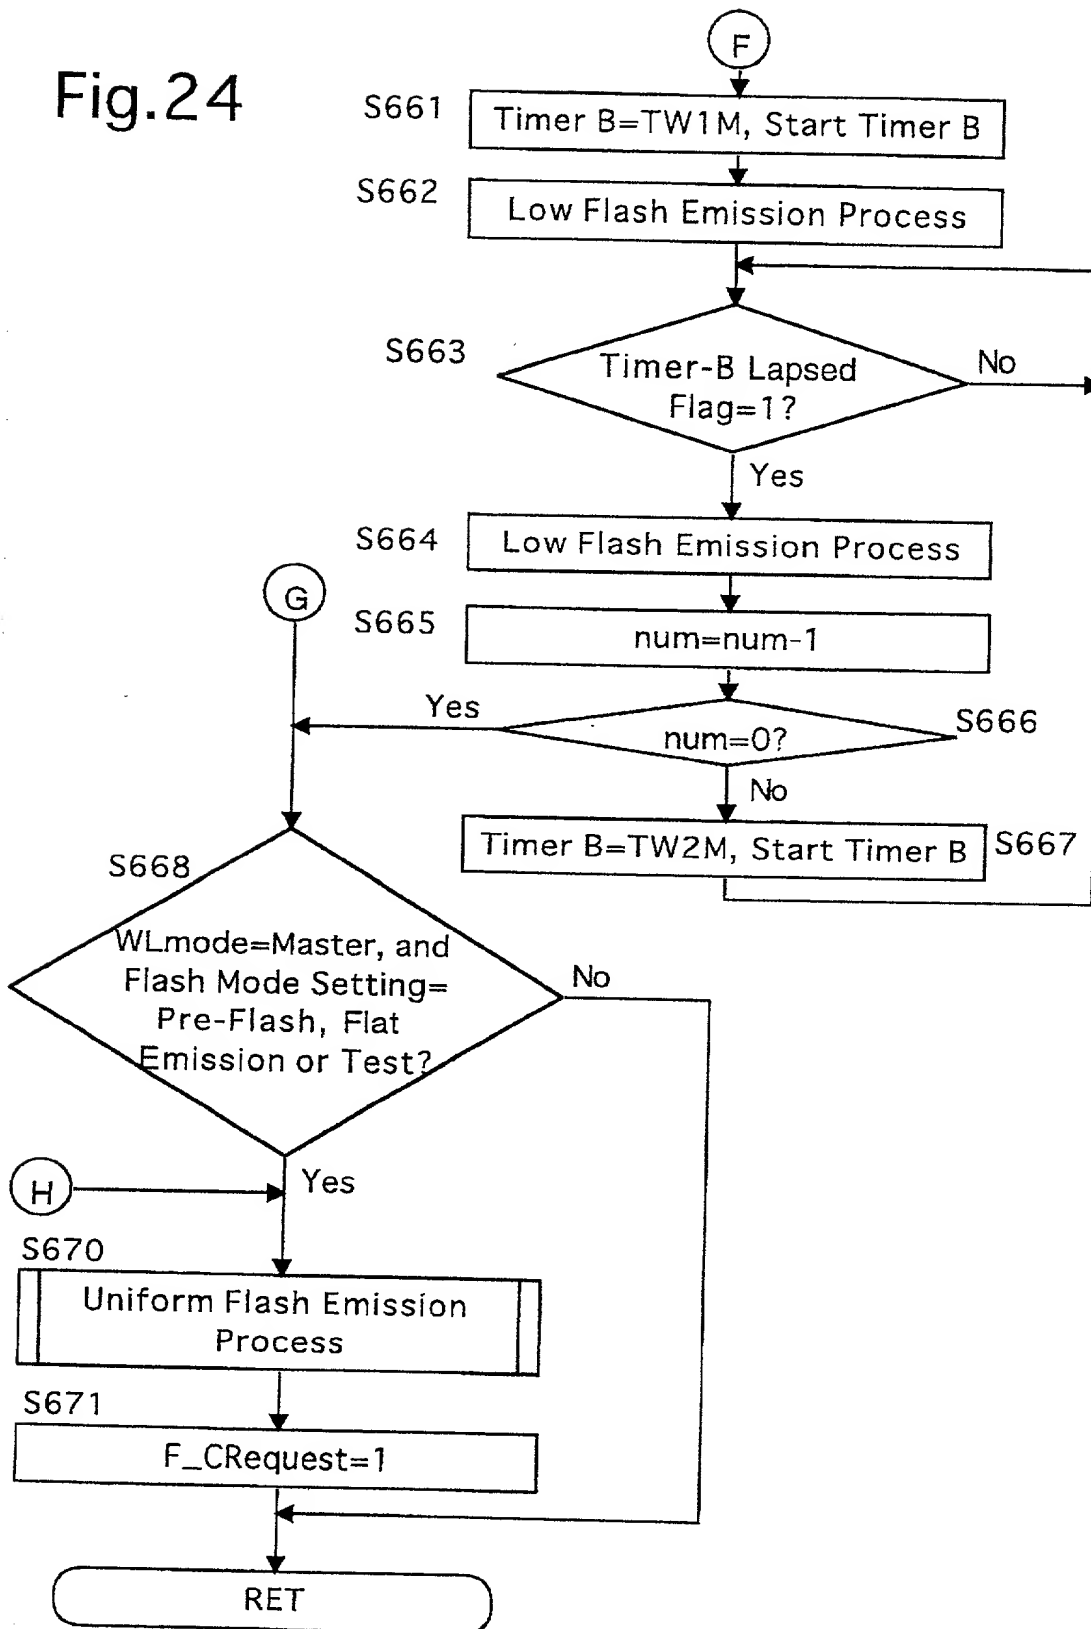 Fig.24
F
S661
Timer B=TW1M, Start Timer B
S662
Low Flash Emission Process
S663
Timer-B Lapsed
Flag=1?
No
Yes
S664
Low Flash Emission Process
G
S665
num=num-1
Yes
num=0?
S666
No
Timer B=TW2M, Start Timer B
S667
S668
WLmode=Master, and
Flash Mode Setting=
Pre-Flash, Flat
Emission or Test?
No
H
Yes
S670
Uniform Flash Emission
Process
S671
F_CRequest=1
RET